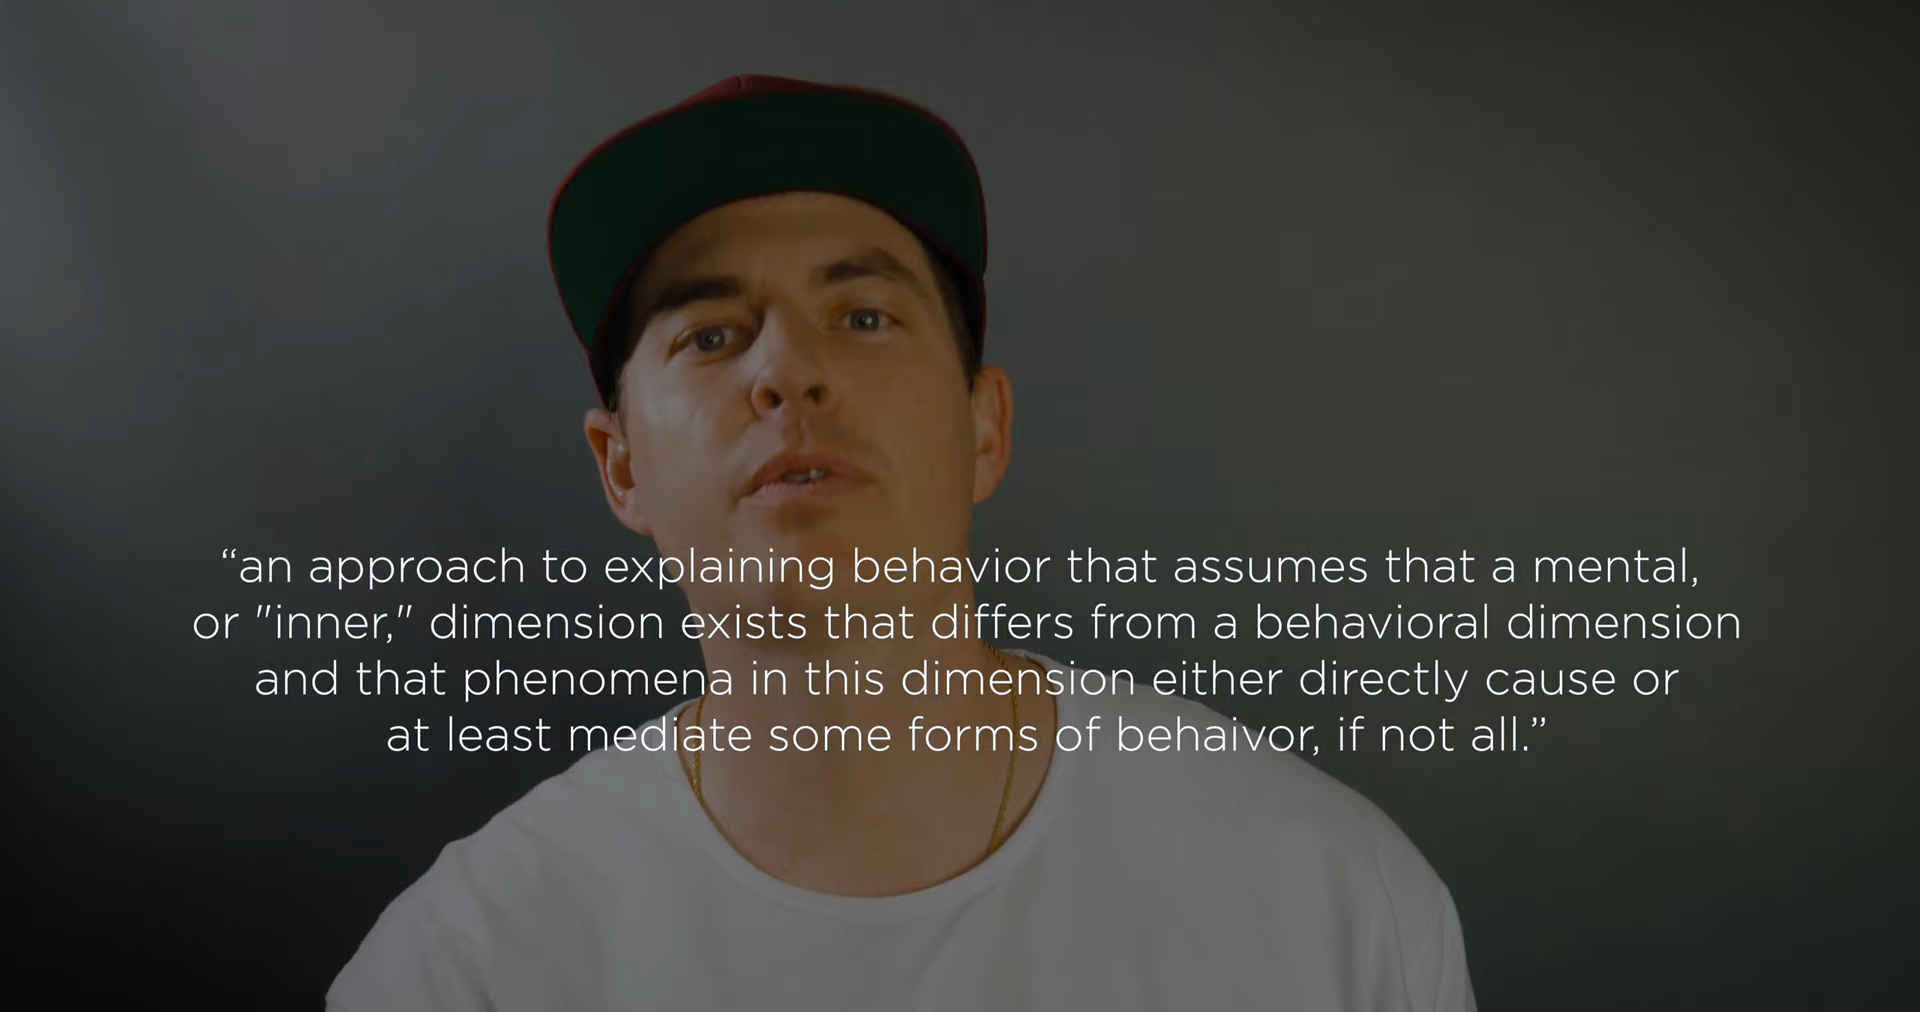 “an approach to explaining behavior that assumes that a mental,
or "inner," dimension exists that differs from a behavioral dimension
and that phenomena in this dimension either directly cause or
at least mediate some forms of behaivor, if not all.”